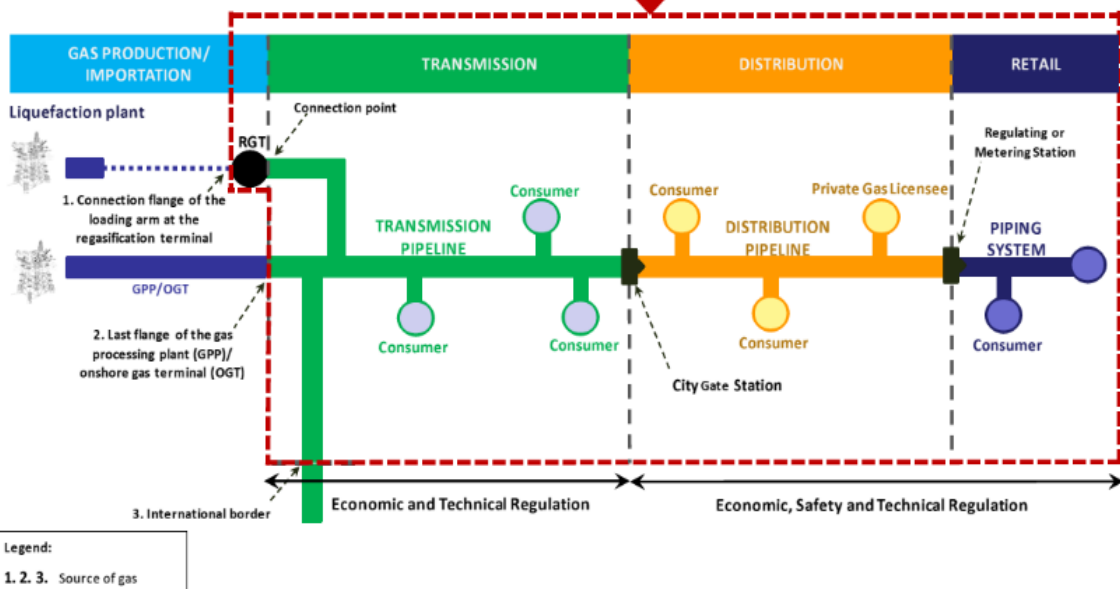 GAS PRODUCTION/
IMPORTATION
TRANSMISSION
DISTRIBUTION
RETAIL
Liquefaction plant
Connection point
RGT
Regulating or
Metering Station
1. Connection flange of the
loading arm at the
regasification terminal
Consumer
Consumer
Private Gas Licensee
TRANSMISSION
PIPELINE
DISTRIBUTION
PIPELINE
PIPING
SYSTEM
GPP/OGT
2. Last flange of the gas
processing plant (GPP)/
onshore gas terminal (OGT)
Consumer
Consumer
Consumer
Consumer
City Gate Station
Economic and Technical Regulation
Economic, Safety and Technical Regulation
3. International border
Legend:
1. 2. 3. Source of gas